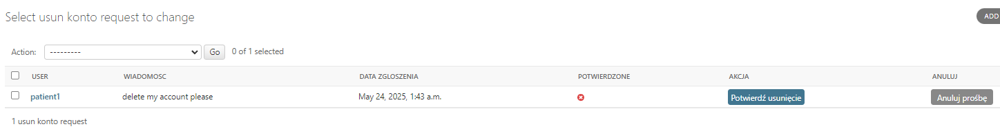 Select usun konto request to change
ADD
Action: --------- Go 0 of 1 selected
USER WIADOMOSC DATA ZGLOSZENIA POTWIERDZONE AKCJA ANULUJ
patient1 delete my account please May 24, 2025, 1:43 a.m. Potwierdź usunięcie Anuluj prośbę
1 usun konto request